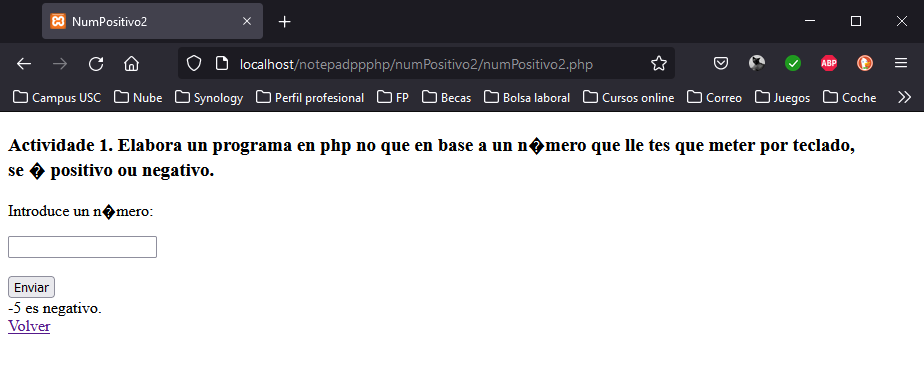 NumPositivo2
localhost/notepadppphp/numPositivo2/numPositivo2.php
ABP
Campus USC Nube Synology Perfil profesional FP Becas Bolsa laboral Cursos online Correo Juegos Coche
Actividade 1. Elabora un programa en php no que en base a un n�mero que lle tes que meter por teclado,
se � positivo ou negativo.
Introduce un n�mero:
Enviar
-5 es negativo.
Volver